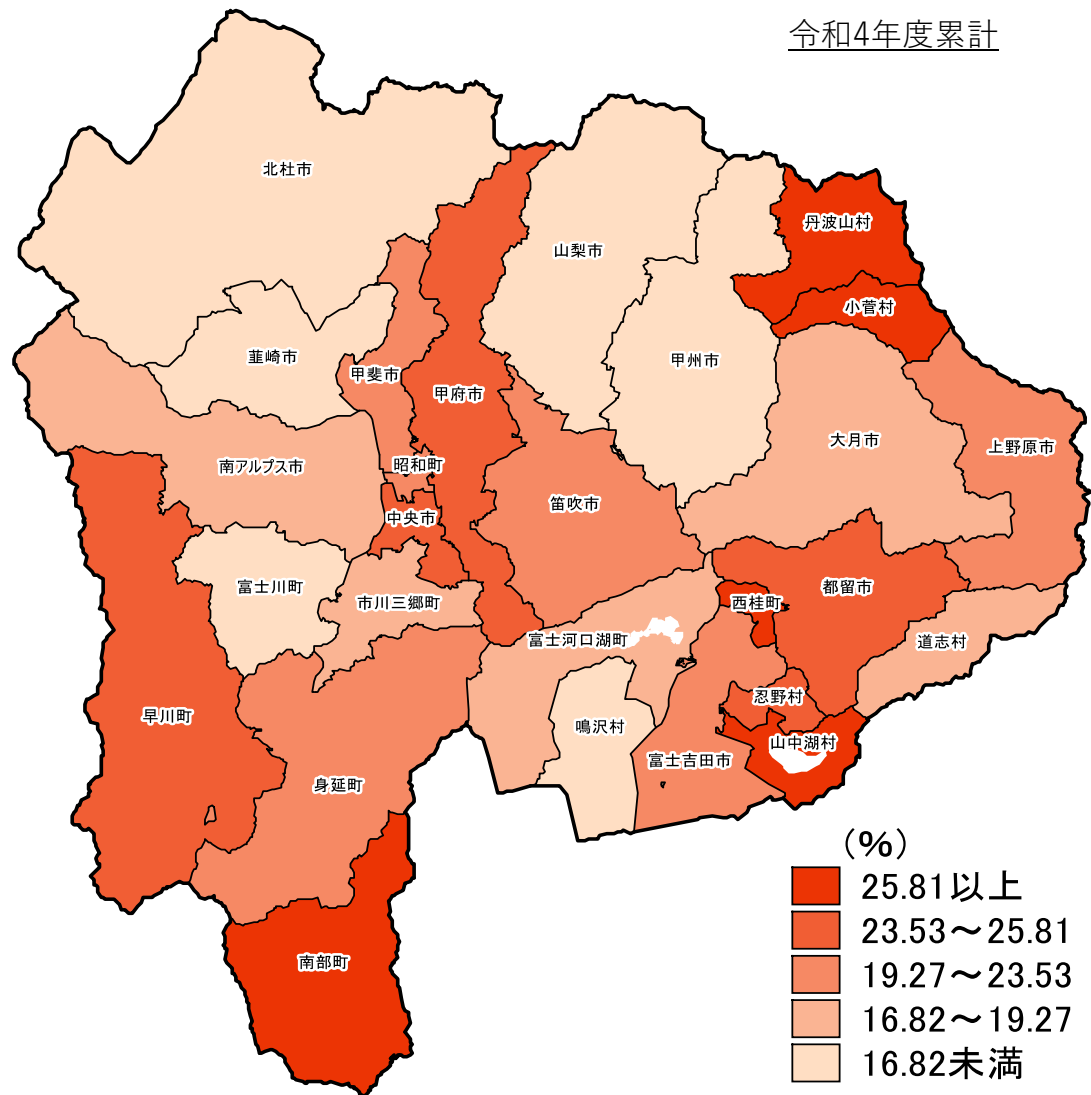 令和4年度累計
北杜市
丹波山村
山梨市
小菅村
韮崎市
甲州市
甲斐市
甲府市
大月市
上野原市
南アルプス市
昭和町
笛吹市
中央市
富士川町
都留市
市川三郷町
西桂町
富士河口湖町
道志村
忍野村
早川町
鳴沢村
山中湖村
富士吉田市
身延町
南部町
(%)
25.81以上
23.53～25.81
19.27～23.53
16.82～19.27
16.82未満